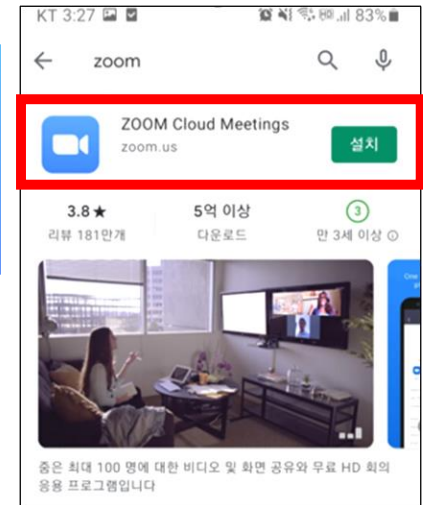 KT 3:27 83%
zoom
ZOOM Cloud Meetings
zoom.us
설치
3.8★ 5억 이상 3
리뷰 181만개 다운로드 만 3세 이상
One
줌은 최대 100 명에 대한 비디오 및 화면 공유와 무료 HD 회의
응용 프로그램입니다